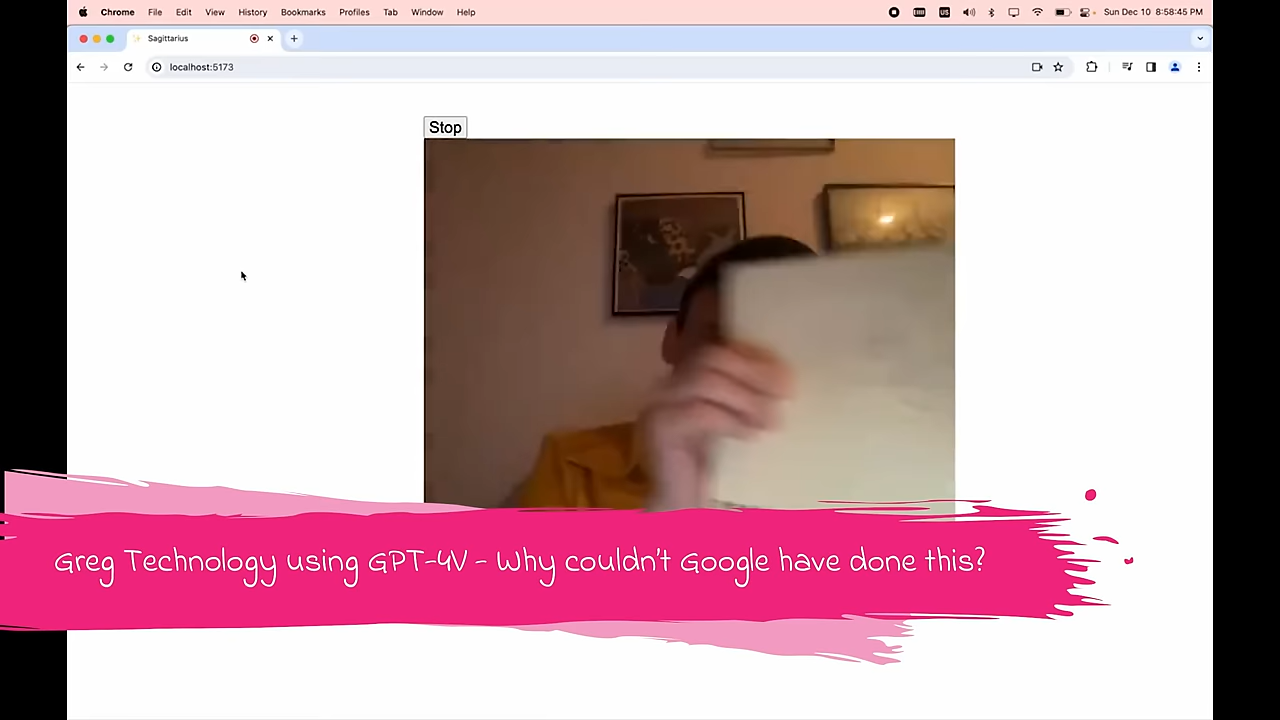 Chrome File Edit View History Bookmarks Profiles Tab Window Help US Sun Dec 10 8:58:45 PM
Sagittarius
localhost:5173
Stop
Greg Technology using GPT-4V - Why couldn't Google have done this?